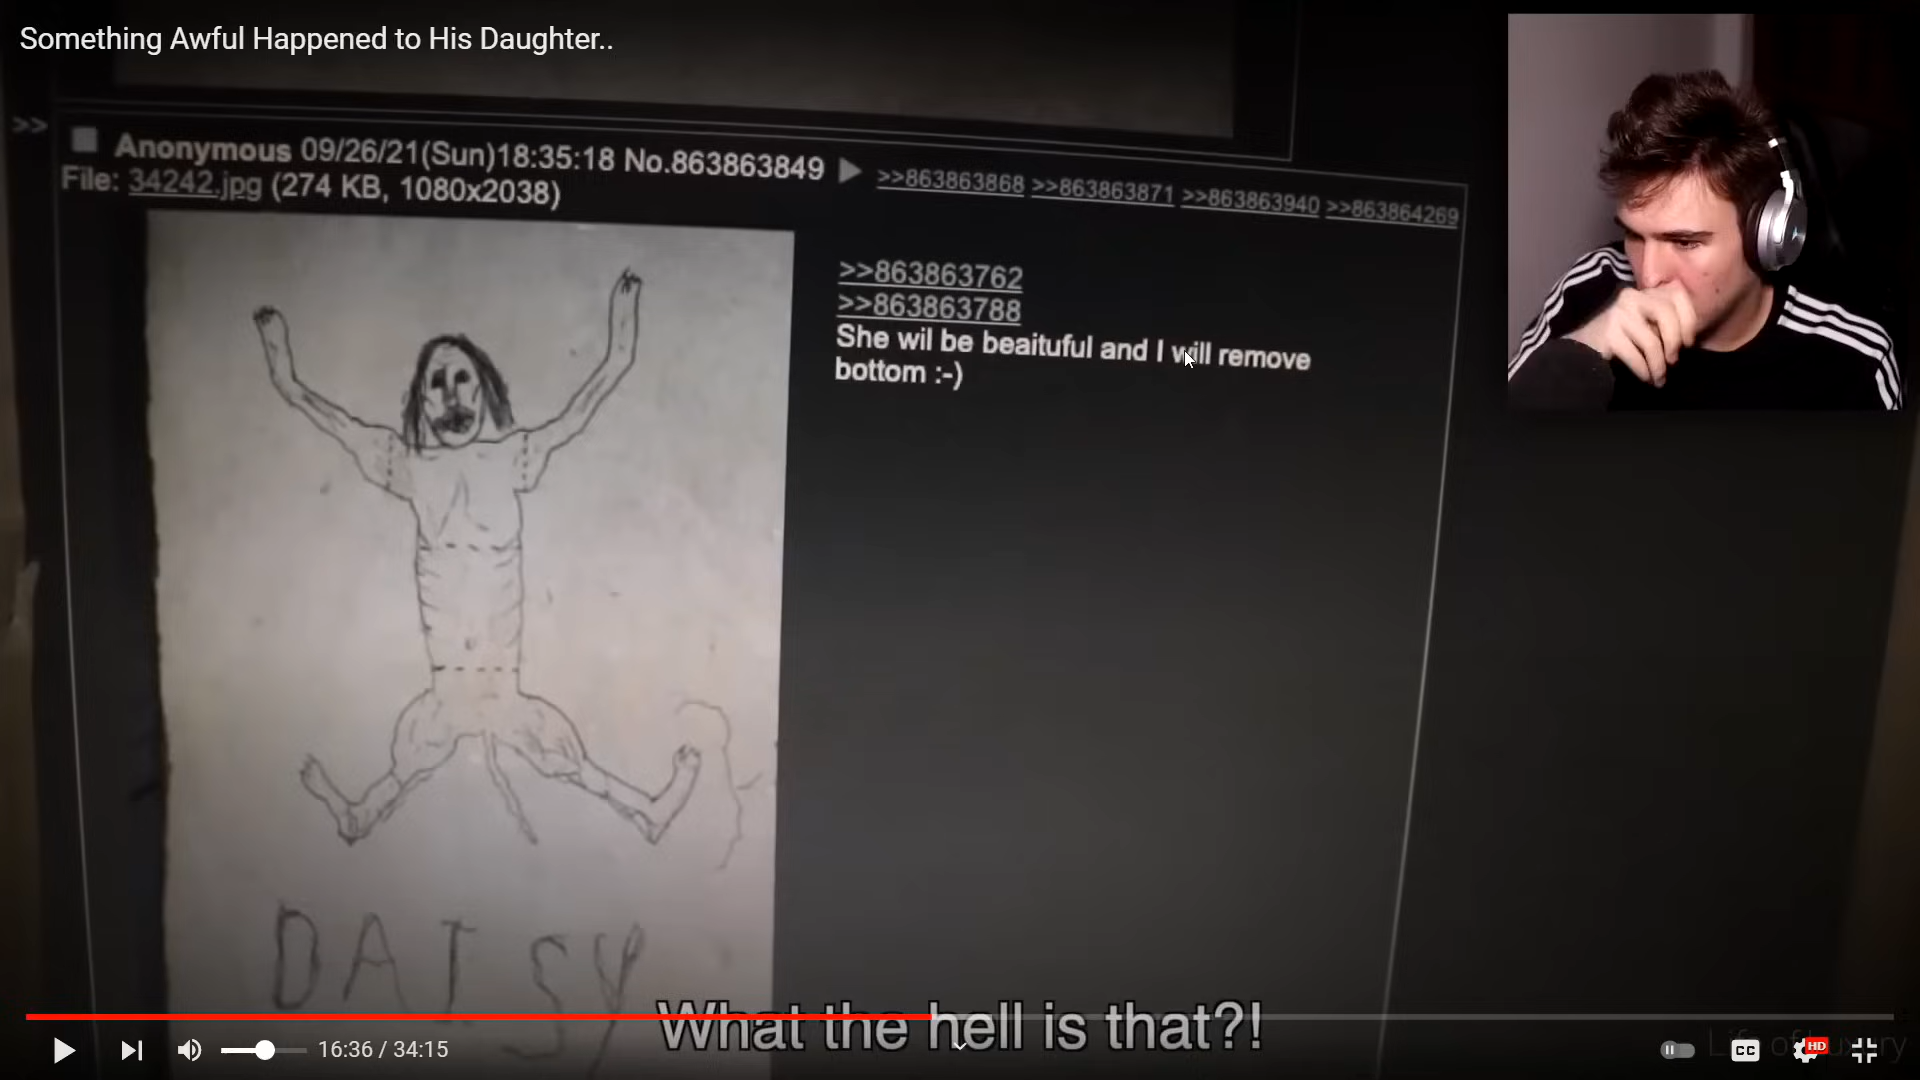 Something Awful Happened to His Daughter..
>>
Anonymous 09/26/21(Sun)18:35:18 No.863863849 ▶ >>863863868 >>863863871 >>863863940 >>863864269
File: 34242.jpg (274 KB, 1080x2038)
>>863863762
>>863863788
She wil be beaituful and I will remove
bottom :-)
DAISY
What the hell is that?!
16:36 / 34:15
CC
HD